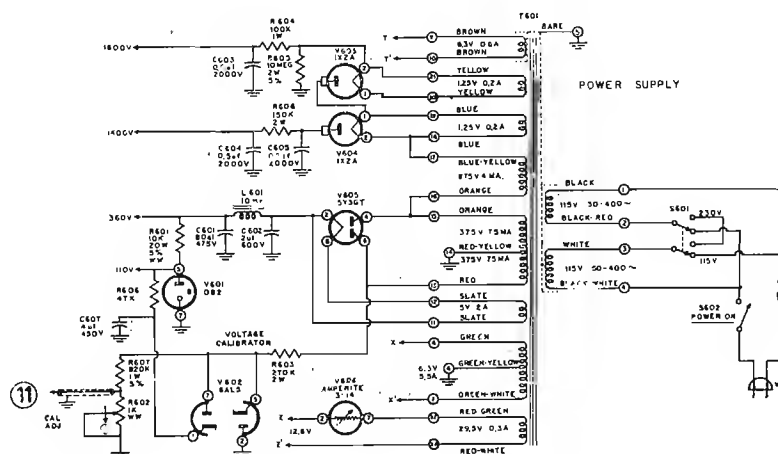 T601
BARE
POWER SUPPLY
R604
100K
1W
V603
1X2A
BROWN
6.3V 0.6A
BROWN
1600V
C603
2000V
R605
10MEG
2W
5%
YELLOW
1.25V 0.2A
YELLOW
BLUE
1.25V 0.2A
BLUE
R606
150K
2W
1400V
C604
2000V
C605
2000V
V604
1X2A
BLUE-YELLOW
875V 4 MA.
ORANGE
ORANGE
375V 75MA
RED-YELLOW
375V 75MA
RED
L601
V605
5Y3GT
360V
R601
10K
20W
5%
WW
C601
80uf
475V
C602
2uf
600V
110V
V601
OB2
R606
47K
C607
4uf
450V
SLATE
5V 2A
SLATE
GREEN
GREEN-YELLOW
6.3V
5.5A
GREEN-WHITE
X
X'
BLACK
115V 50-400~
BLACK-RED
S601
230V
115V
WHITE
115V 50-400~
BLACK-WHITE
S602
POWER ON
VOLTAGE
CALIBRATOR
R603
270K
2W
R607
820K
1W
5%
V602
6AL5
11
R602
1K
WW
CAL
ADJ
V606
AMPERITE
3-14
12.6V
Z
Z'
RED GREEN
29.5V 0.3A
RED-WHITE